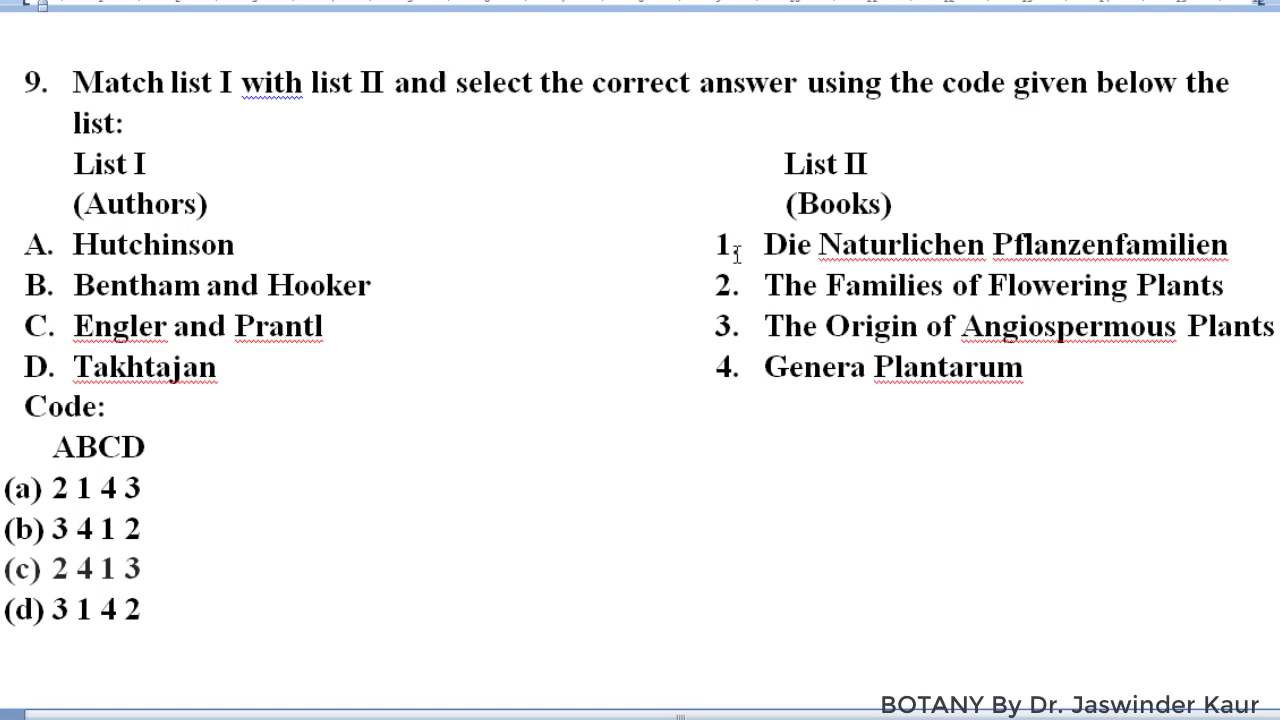 9. Match list I with list II and select the correct answer using the code given below the
list:
List I List II
(Authors) (Books)
A. Hutchinson 1. Die Naturlichen Pflanzenfamilien
B. Bentham and Hooker 2. The Families of Flowering Plants
C. Engler and Prantl 3. The Origin of Angiospermous Plants
D. Takhtajan 4. Genera Plantarum
Code:
ABCD
(a) 2 1 4 3
(b) 3 4 1 2
(c) 2 4 1 3
(d) 3 1 4 2
BOTANY By Dr. Jaswinder Kaur